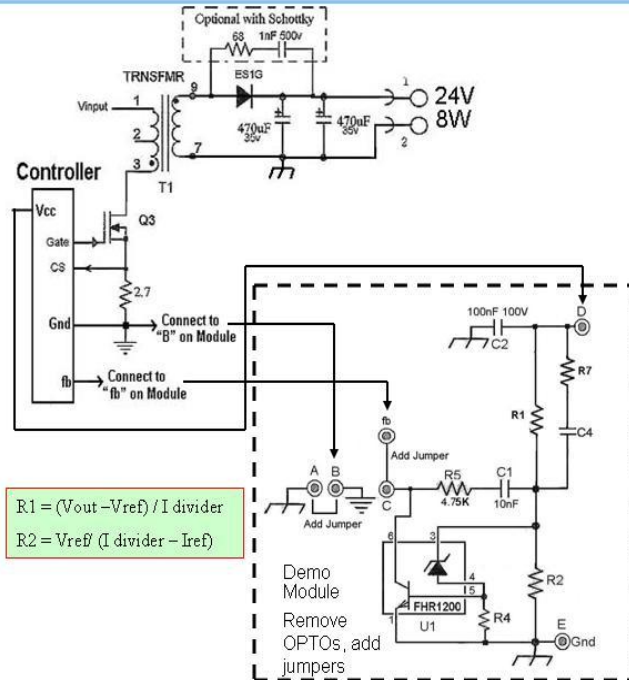 Optional with Schottky
68
1nF 500v
TRNSFMR
9
ES1G
1
24V
8W
2
Vinput
1
2
3
7
T1
470uF
35v
470uF
35v
Controller
Vcc
Gate
Q3
CS
2.7
Gnd
Connect to
"B" on Module
fb
Connect to
"fb" on Module
100nF 100V
C2
D
R7
R1
C4
fb
Add Jumper
A
B
C
Add Jumper
R5
4.75K
C1
10nF
R1 = (Vout –Vref) / I divider
R2 = Vref/ (I divider – Iref)
6
3
4
5
1
FHR1200
U1
R4
R2
E
Gnd
Demo
Module
Remove
OPTOs, add
jumpers